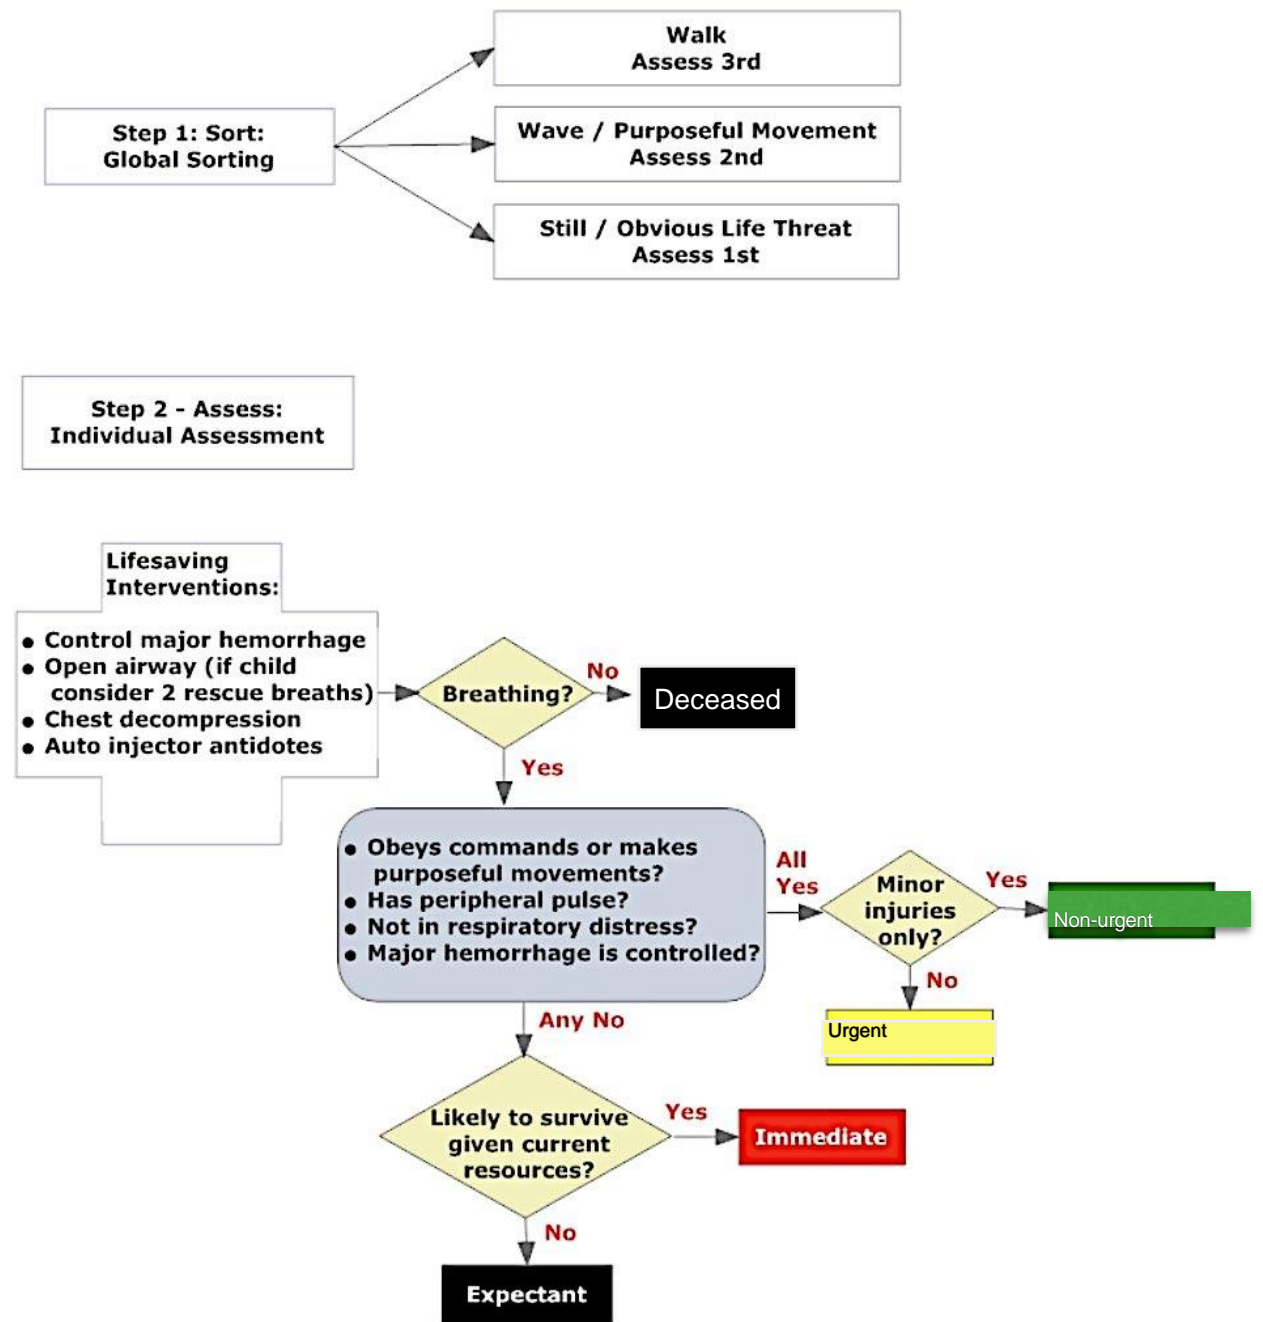 Walk
Assess 3rd
Step 1: Sort:
Global Sorting
Wave / Purposeful Movement
Assess 2nd
Still / Obvious Life Threat
Assess 1st
Step 2 - Assess:
Individual Assessment
Lifesaving
Interventions:
● Control major hemorrhage
● Open airway (if child
consider 2 rescue breaths)
● Chest decompression
● Auto injector antidotes
Breathing?
No
Deceased
Yes
● Obeys commands or makes
purposeful movements?
● Has peripheral pulse?
● Not in respiratory distress?
● Major hemorrhage is controlled?
All
Yes
Minor
injuries
only?
Yes
Non-urgent
No
Urgent
Any No
Likely to survive
given current
resources?
Yes
Immediate
No
Expectant